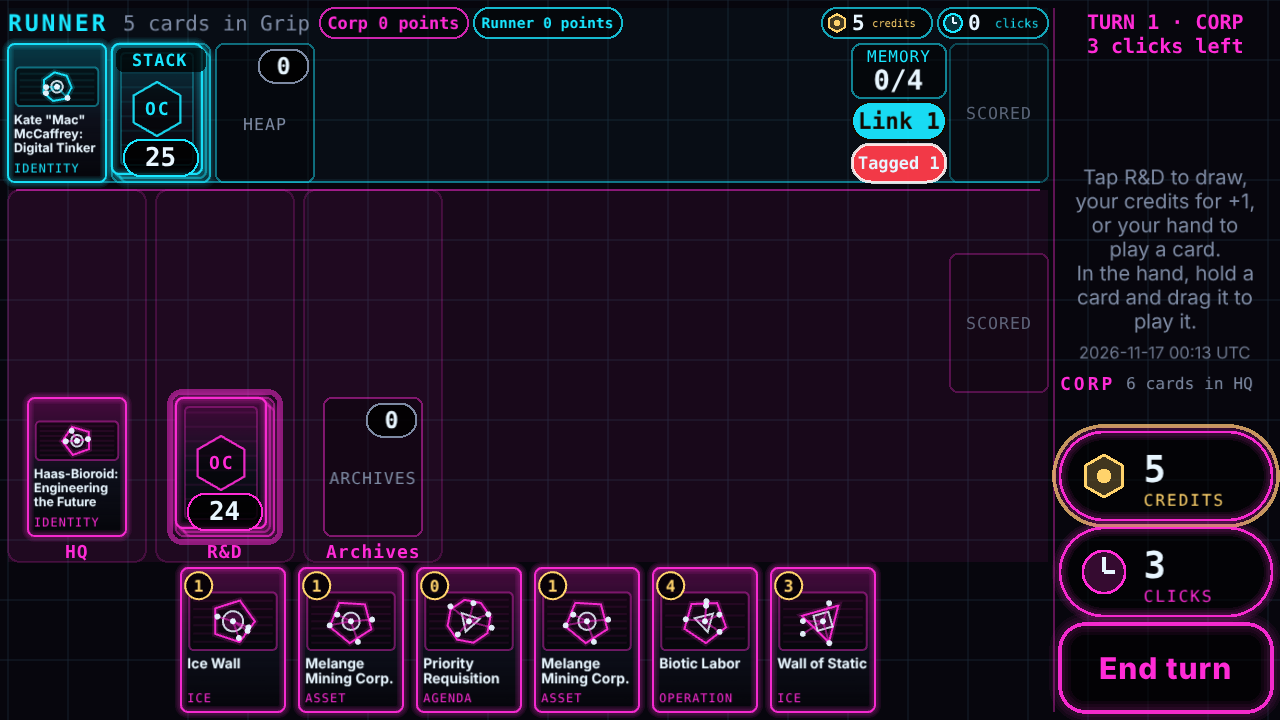 RUNNER 5 cards in Grip Corp 0 points Runner 0 points 5 credits 0 clicks
TURN 1 · CORP
3 clicks left
Kate "Mac"
McCaffrey:
Digital Tinker
IDENTITY
STACK
OC
25
0
HEAP
MEMORY
0/4
Link 1
Tagged 1
SCORED
Tap R&D to draw,
your credits for +1,
or your hand to
play a card.
In the hand, hold a
card and drag it to
play it.
2026-11-17 00:13 UTC
CORP 6 cards in HQ
SCORED
Haas-Bioroid:
Engineering
the Future
IDENTITY
HQ
OC
24
R&D
0
ARCHIVES
Archives
5
CREDITS
3
CLICKS
End turn
1
Ice Wall
ICE
1
Melange
Mining Corp.
ASSET
0
Priority
Requisition
AGENDA
1
Melange
Mining Corp.
ASSET
4
Biotic Labor
OPERATION
3
Wall of Static
ICE